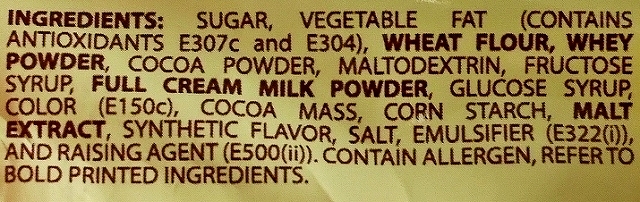 INGREDIENTS: SUGAR, VEGETABLE FAT (CONTAINS
ANTIOXIDANTS E307c and E304), WHEAT FLOUR, WHEY
POWDER, COCOA POWDER, MALTODEXTRIN, FRUCTOSE
SYRUP, FULL CREAM MILK POWDER, GLUCOSE SYRUP,
COLOR (E150c), COCOA MASS, CORN STARCH, MALT
EXTRACT, SYNTHETIC FLAVOR, SALT, EMULSIFIER (E322(i)),
AND RAISING AGENT (E500(ii)). CONTAIN ALLERGEN, REFER TO
BOLD PRINTED INGREDIENTS.